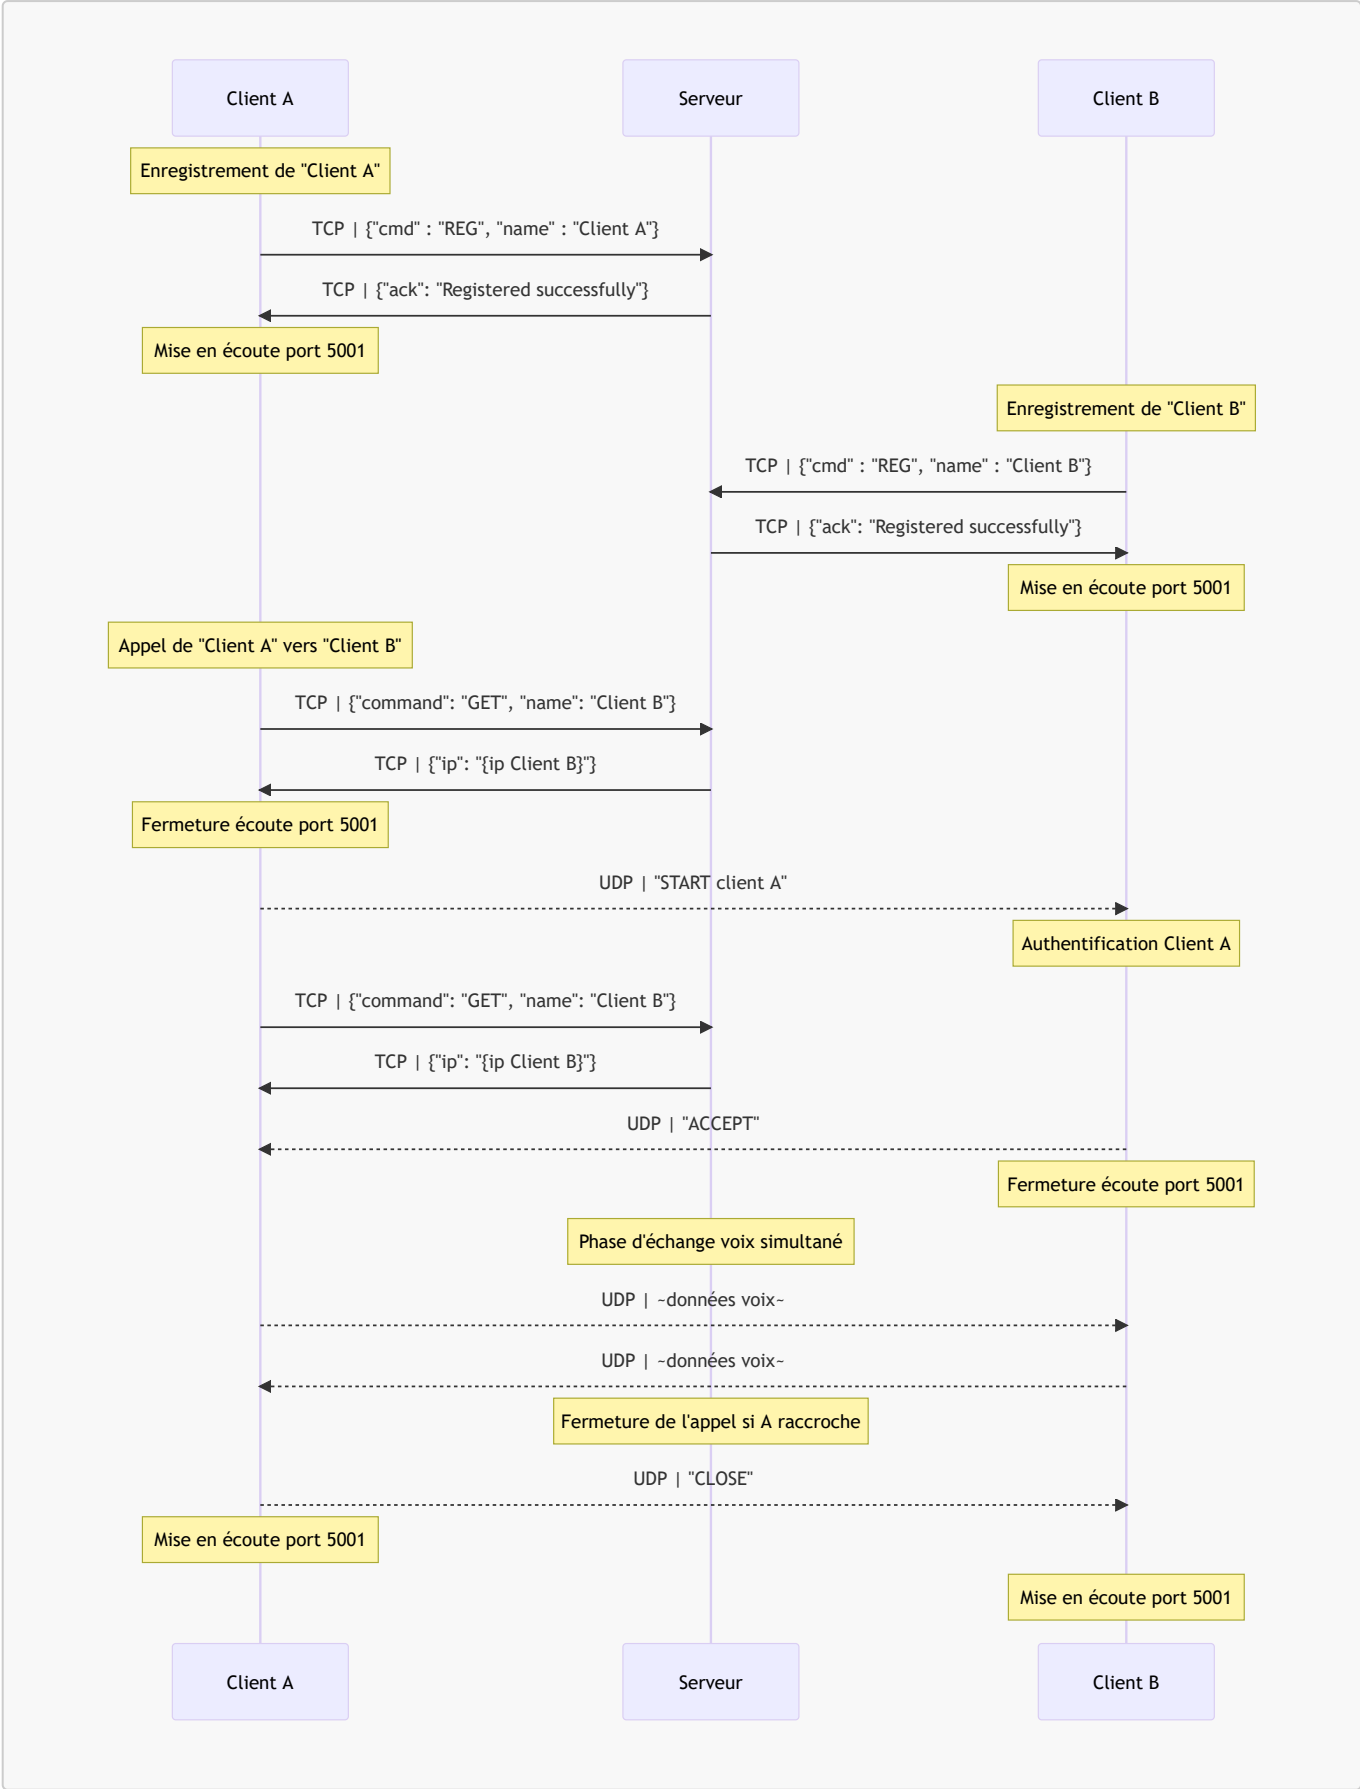 Client A
Serveur
Client B
Enregistrement de "Client A"
TCP | {"cmd" : "REG", "name" : "Client A"}
TCP | {"ack": "Registered successfully"}
Mise en écoute port 5001
Enregistrement de "Client B"
TCP | {"cmd" : "REG", "name" : "Client B"}
TCP | {"ack": "Registered successfully"}
Mise en écoute port 5001
Appel de "Client A" vers "Client B"
TCP | {"command": "GET", "name": "Client B"}
TCP | {"ip": "{ip Client B}"}
Fermeture écoute port 5001
UDP | "START client A"
Authentification Client A
TCP | {"command": "GET", "name": "Client B"}
TCP | {"ip": "{ip Client B}"}
UDP | "ACCEPT"
Fermeture écoute port 5001
Phase d'échange voix simultané
UDP | ~données voix~
UDP | ~données voix~
Fermeture de l'appel si A raccroche
UDP | "CLOSE"
Mise en écoute port 5001
Mise en écoute port 5001
Client A
Serveur
Client B